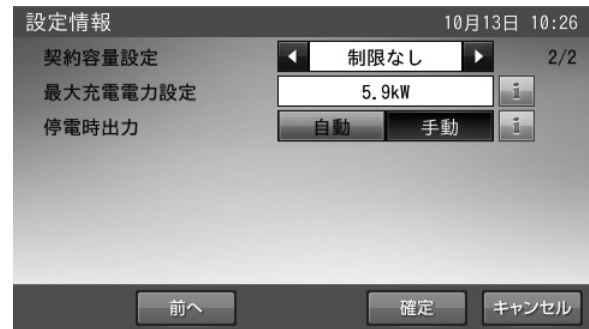 設定情報 10月13日 10:26
契約容量設定 ◀ 制限なし ▶ 2/2
最大充電電力設定 5.9kW i
停電時出力 自動 手動 i
前へ 確定 キャンセル